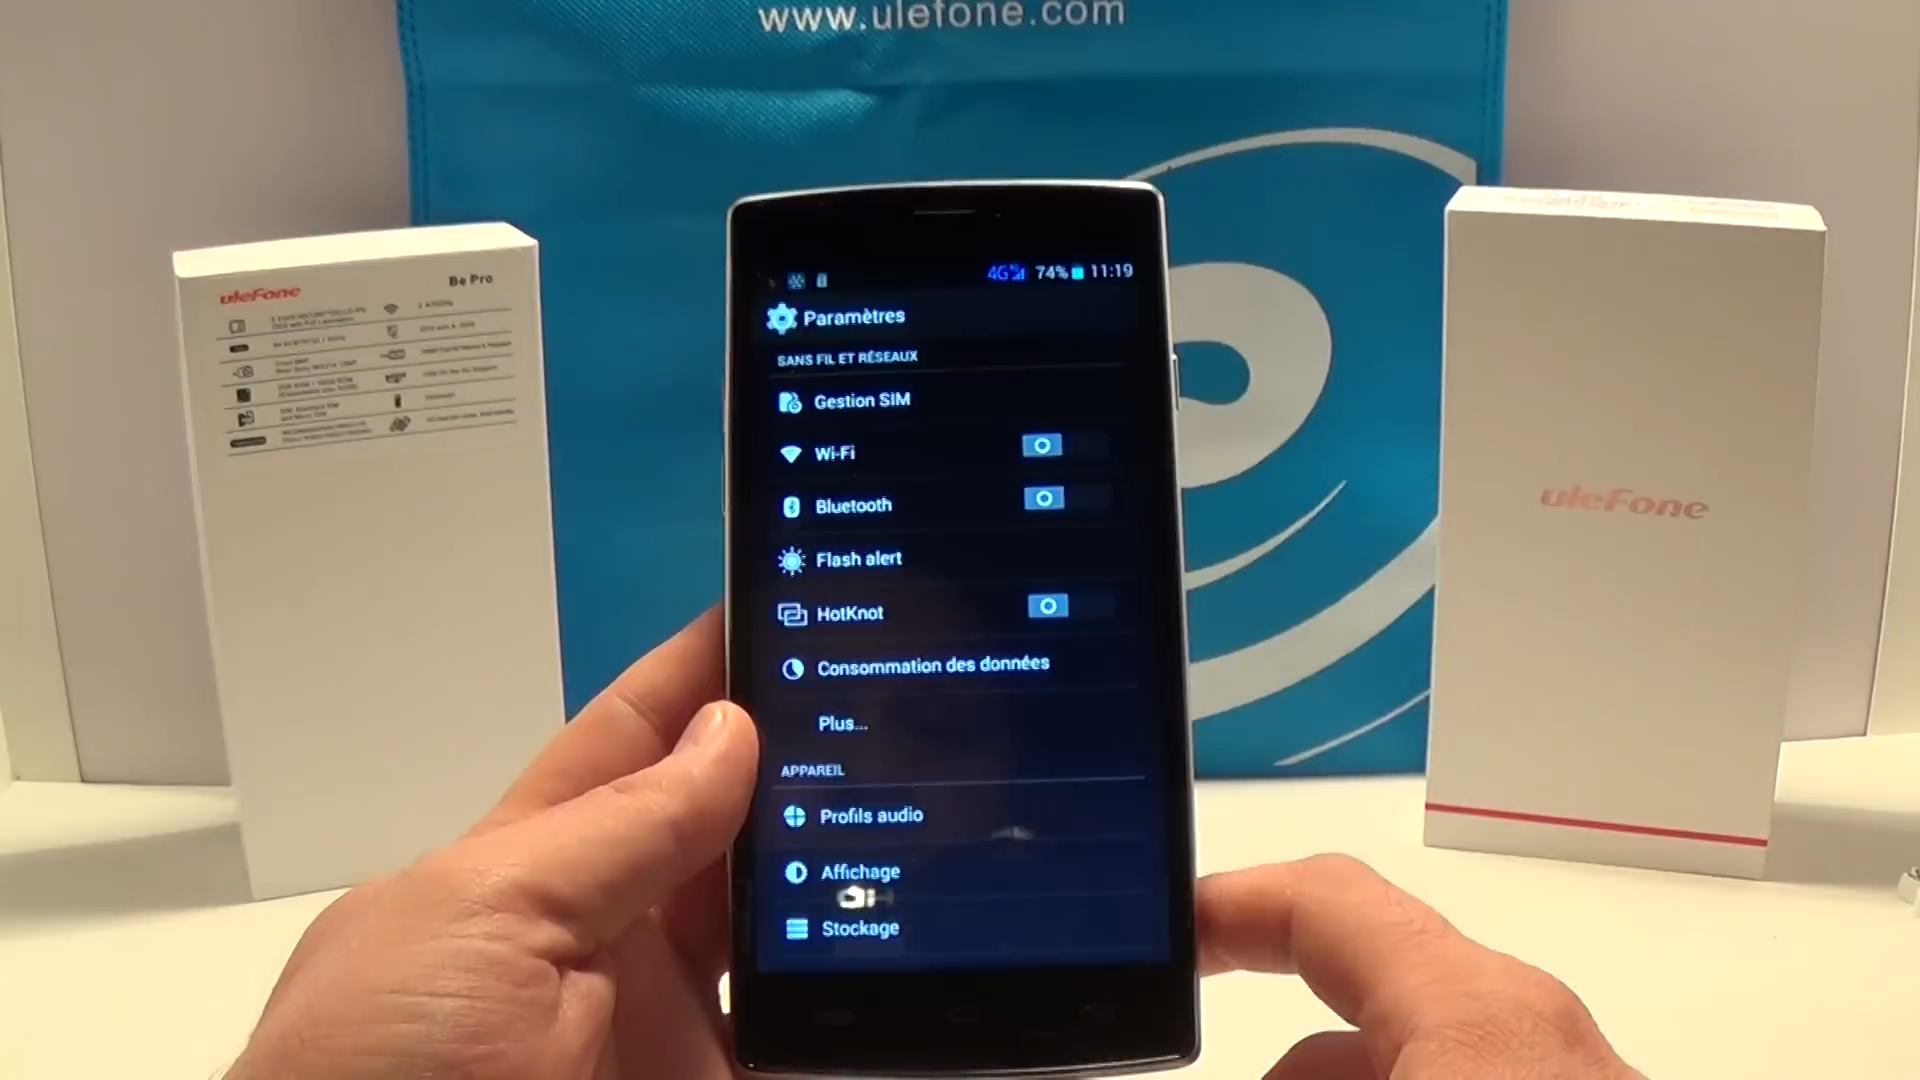 www.ulefone.com
uleFone
Be Pro
4G 74% 11:19
Paramètres
SANS FIL ET RÉSEAUX
Gestion SIM
Wi-Fi
Bluetooth
Flash alert
HotKnot
Consommation des données
Plus...
APPAREIL
Profils audio
Affichage
Stockage
uleFone